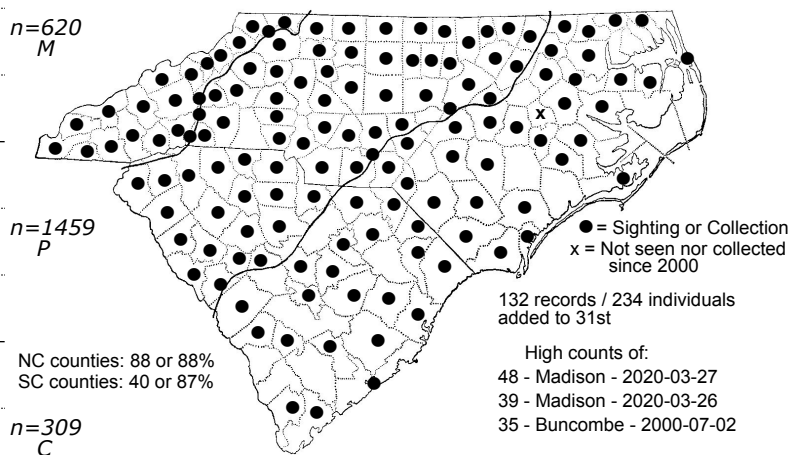 n=620
M
n=1459
P
n=309
C
x
● = Sighting or Collection
x = Not seen nor collected
since 2000
132 records / 234 individuals
added to 31st
NC counties: 88 or 88%
SC counties: 40 or 87%
High counts of:
48 - Madison - 2020-03-27
39 - Madison - 2020-03-26
35 - Buncombe - 2000-07-02